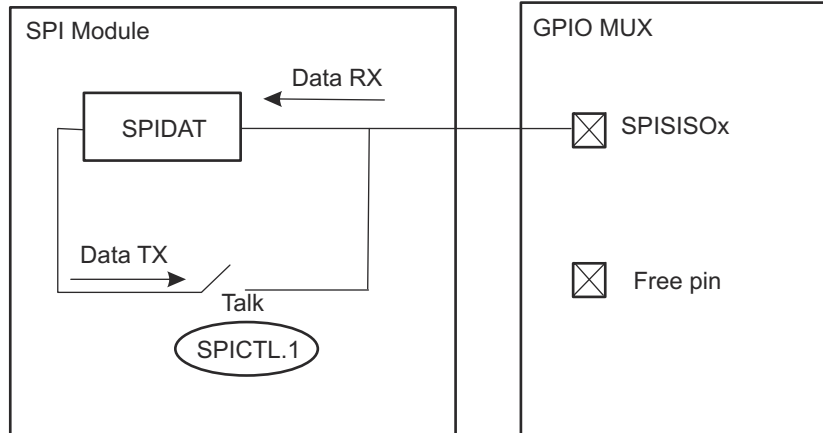 SPI Module
GPIO MUX
Data RX
SPIDAT
SPISISOx
Data TX
Free pin
Talk
SPICTL.1